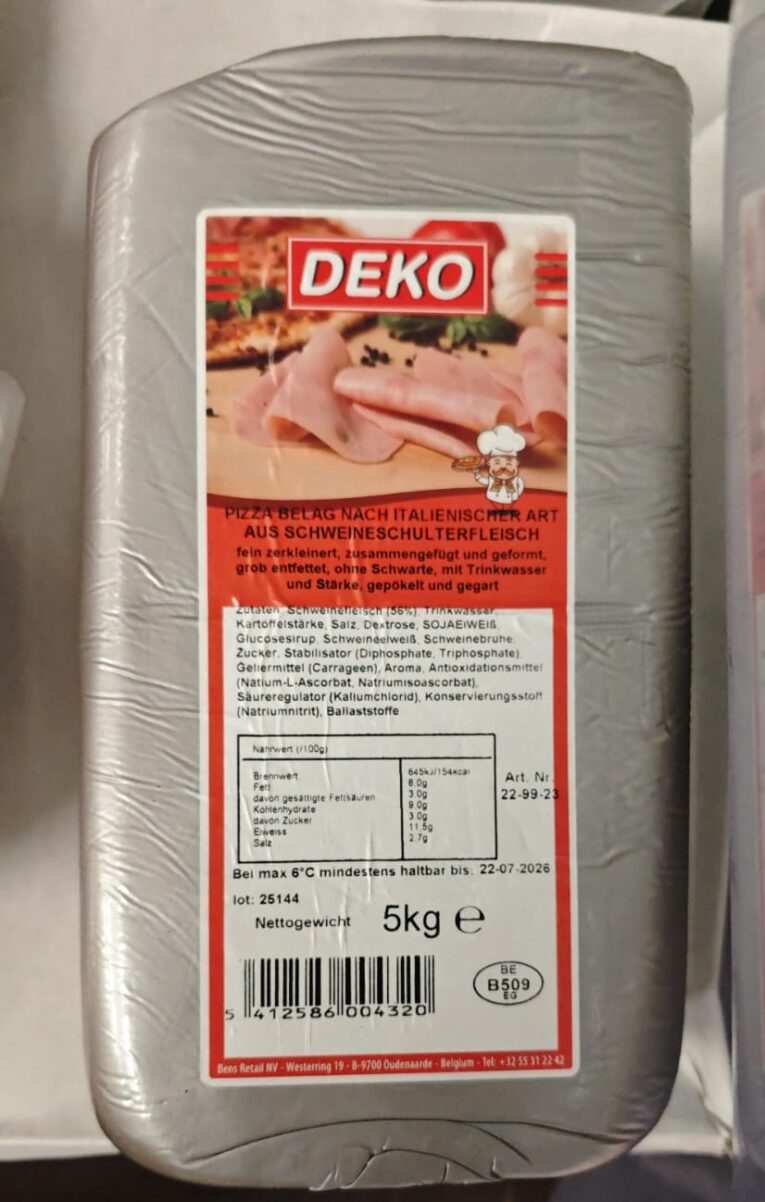 DEKO
PIZZA BELAG NACH ITALIENISCHER ART
AUS SCHWEINESCHULTERFLEISCH
fein zerkleinert, zusammengefügt und geformt,
grob entfettet, ohne Schwarte, mit Trinkwasser
und Stärke, gepökelt und gegart
Zutaten: Schweinefleisch (56%), Trinkwasser,
Kartoffelstärke, Salz, Dextrose, SOJAEIWEIß,
Glucosesirup, Schweineeiweiß, Schweinebrühe,
Zucker, Stabilisator (Diphosphate, Triphosphate)
Geliermittel (Carrageen), Aroma, Antioxidationsmittel
(Natium-L-Ascorbat, Natriumisoascorbat),
Säureregulator (Kaliumchlorid), Konservierungsstoff
(Natriumnitrit), Ballaststoffe
Nährwert (/100g)
Brennwert 645kJ/154kcal
Fett 8.0g
davon gesättigte Fettsäuren 3.0g
Kohlenhydrate 9.0g
davon Zucker 3.0g
Eiweiss 11.5g
Salz 2.7g
Art. Nr.
22-99-23
Bei max 6°C mindestens haltbar bis: 22-07-2026
lot: 25144
Nettogewicht 5kg e
BE
B509
EG
5 412586 004320
Bens Retail NV - Westerring 19 - B-9700 Oudenaarde - Belgium - Tel: +32 55 31 22 42